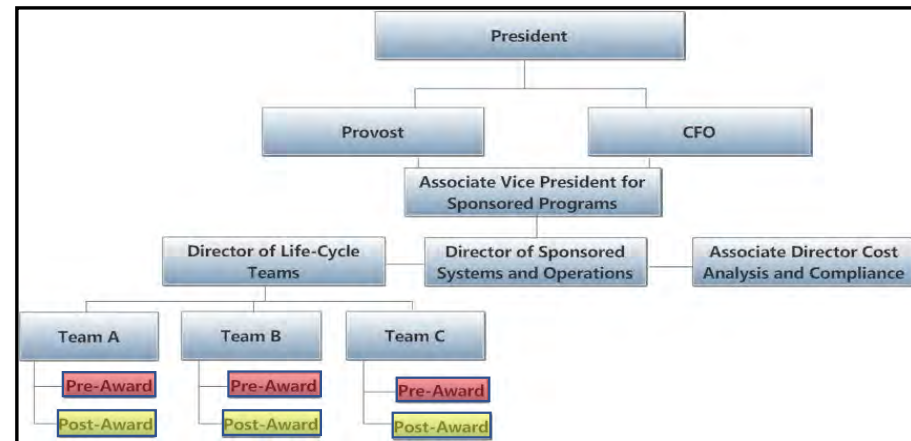 President
Provost
CFO
Associate Vice President for
Sponsored Programs
Director of Life-Cycle
Teams
Director of Sponsored
Systems and Operations
Associate Director Cost
Analysis and Compliance
Team A
Team B
Team C
Pre-Award
Pre-Award
Pre-Award
Post-Award
Post-Award
Post-Award